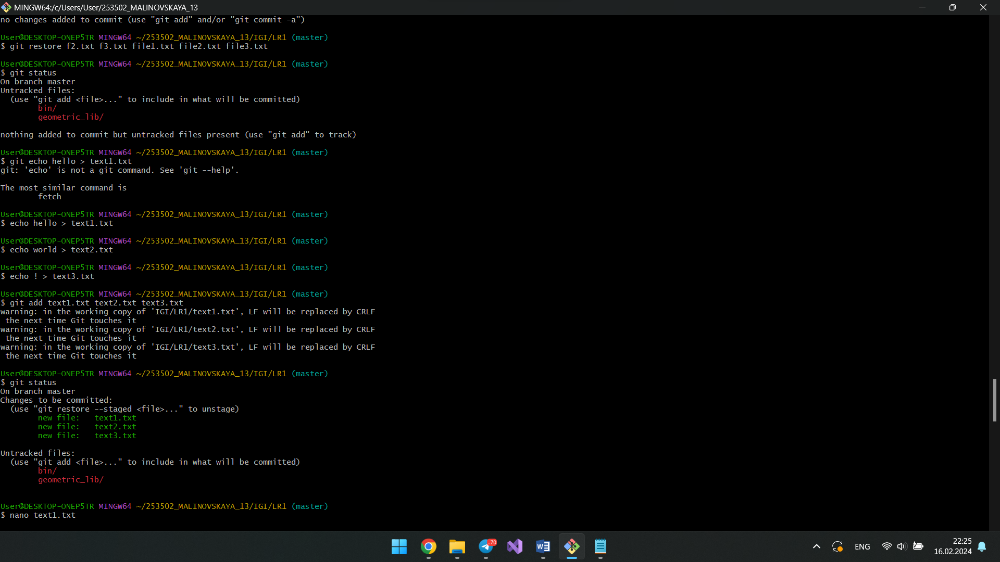 MINGW64:/c/Users/User/253502_MALINOVSKAYA_13
no changes added to commit (use "git add" and/or "git commit -a")
User@DESKTOP-ONEP5TR MINGW64 ~/253502_MALINOVSKAYA_13/IGI/LR1 (master)
$ git restore f2.txt f3.txt file1.txt file2.txt file3.txt
User@DESKTOP-ONEP5TR MINGW64 ~/253502_MALINOVSKAYA_13/IGI/LR1 (master)
$ git status
On branch master
Untracked files:
  (use "git add <file>..." to include in what will be committed)
        bin/
        geometric_lib/
nothing added to commit but untracked files present (use "git add" to track)
User@DESKTOP-ONEP5TR MINGW64 ~/253502_MALINOVSKAYA_13/IGI/LR1 (master)
$ git echo hello > text1.txt
git: 'echo' is not a git command. See 'git --help'.
The most similar command is
        fetch
User@DESKTOP-ONEP5TR MINGW64 ~/253502_MALINOVSKAYA_13/IGI/LR1 (master)
$ echo hello > text1.txt
User@DESKTOP-ONEP5TR MINGW64 ~/253502_MALINOVSKAYA_13/IGI/LR1 (master)
$ echo world > text2.txt
User@DESKTOP-ONEP5TR MINGW64 ~/253502_MALINOVSKAYA_13/IGI/LR1 (master)
$ echo ! > text3.txt
User@DESKTOP-ONEP5TR MINGW64 ~/253502_MALINOVSKAYA_13/IGI/LR1 (master)
$ git add text1.txt text2.txt text3.txt
warning: in the working copy of 'IGI/LR1/text1.txt', LF will be replaced by CRLF
 the next time Git touches it
warning: in the working copy of 'IGI/LR1/text2.txt', LF will be replaced by CRLF
 the next time Git touches it
warning: in the working copy of 'IGI/LR1/text3.txt', LF will be replaced by CRLF
 the next time Git touches it
User@DESKTOP-ONEP5TR MINGW64 ~/253502_MALINOVSKAYA_13/IGI/LR1 (master)
$ git status
On branch master
Changes to be committed:
  (use "git restore --staged <file>..." to unstage)
        new file:   text1.txt
        new file:   text2.txt
        new file:   text3.txt
Untracked files:
  (use "git add <file>..." to include in what will be committed)
        bin/
        geometric_lib/
User@DESKTOP-ONEP5TR MINGW64 ~/253502_MALINOVSKAYA_13/IGI/LR1 (master)
$ nano text1.txt
..70
W
ENG
22:25
16.02.2024